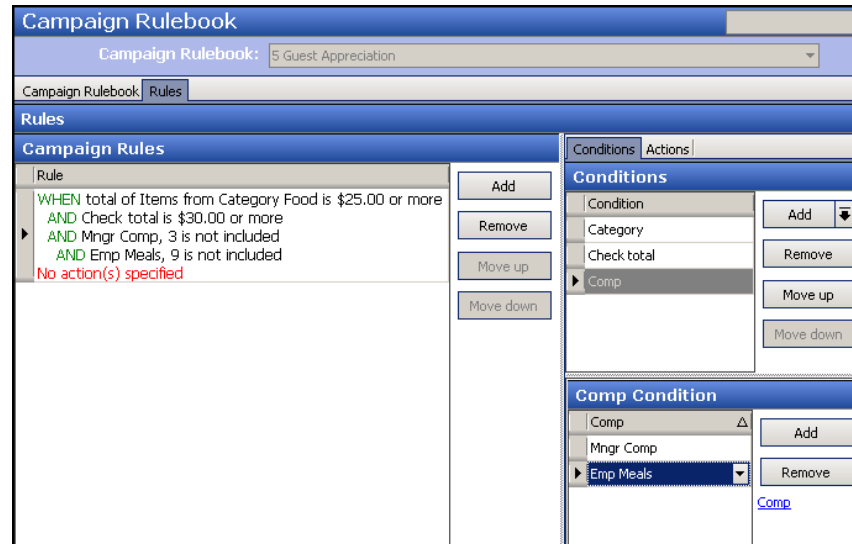 Campaign Rulebook
Campaign Rulebook: 5 Guest Appreciation
Campaign Rulebook Rules
Rules
Campaign Rules
Rule
WHEN total of Items from Category Food is $25.00 or more
AND Check total is $30.00 or more
AND Mngr Comp, 3 is not included
AND Emp Meals, 9 is not included
No action(s) specified
Add
Remove
Move up
Move down
Conditions Actions
Conditions
Condition
Category
Check total
Comp
Add
Remove
Move up
Move down
Comp Condition
Comp
Mngr Comp
Emp Meals
Add
Remove
Comp